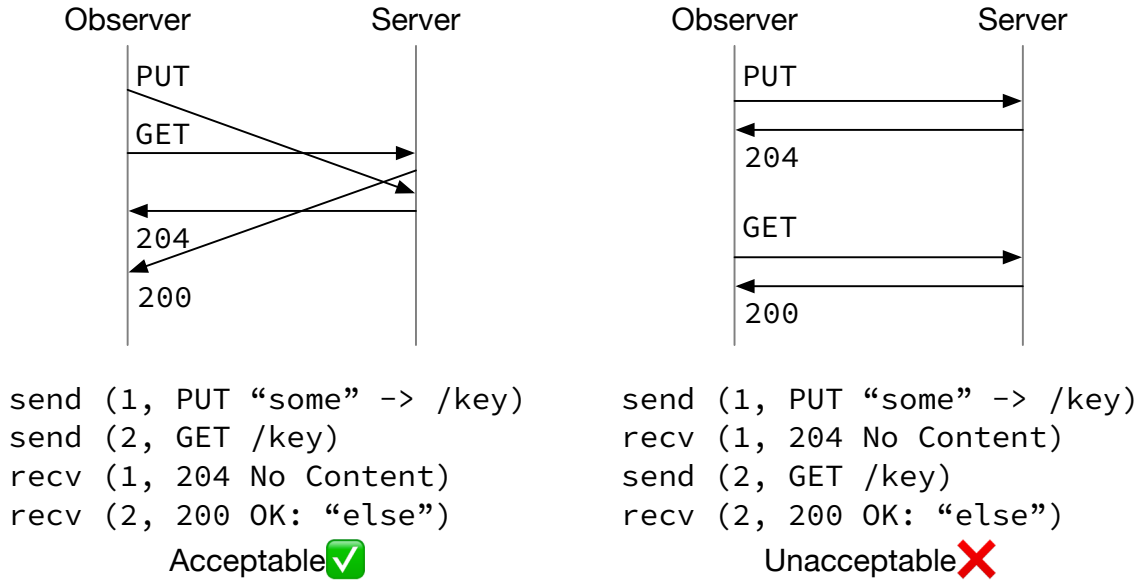 Observer
Server
PUT
GET
204
200
send (1, PUT “some” -> /key)
send (2, GET /key)
recv (1, 204 No Content)
recv (2, 200 OK: “else”)
Acceptable✅
Observer
Server
PUT
204
GET
200
send (1, PUT “some” -> /key)
recv (1, 204 No Content)
send (2, GET /key)
recv (2, 200 OK: “else”)
Unacceptable❌